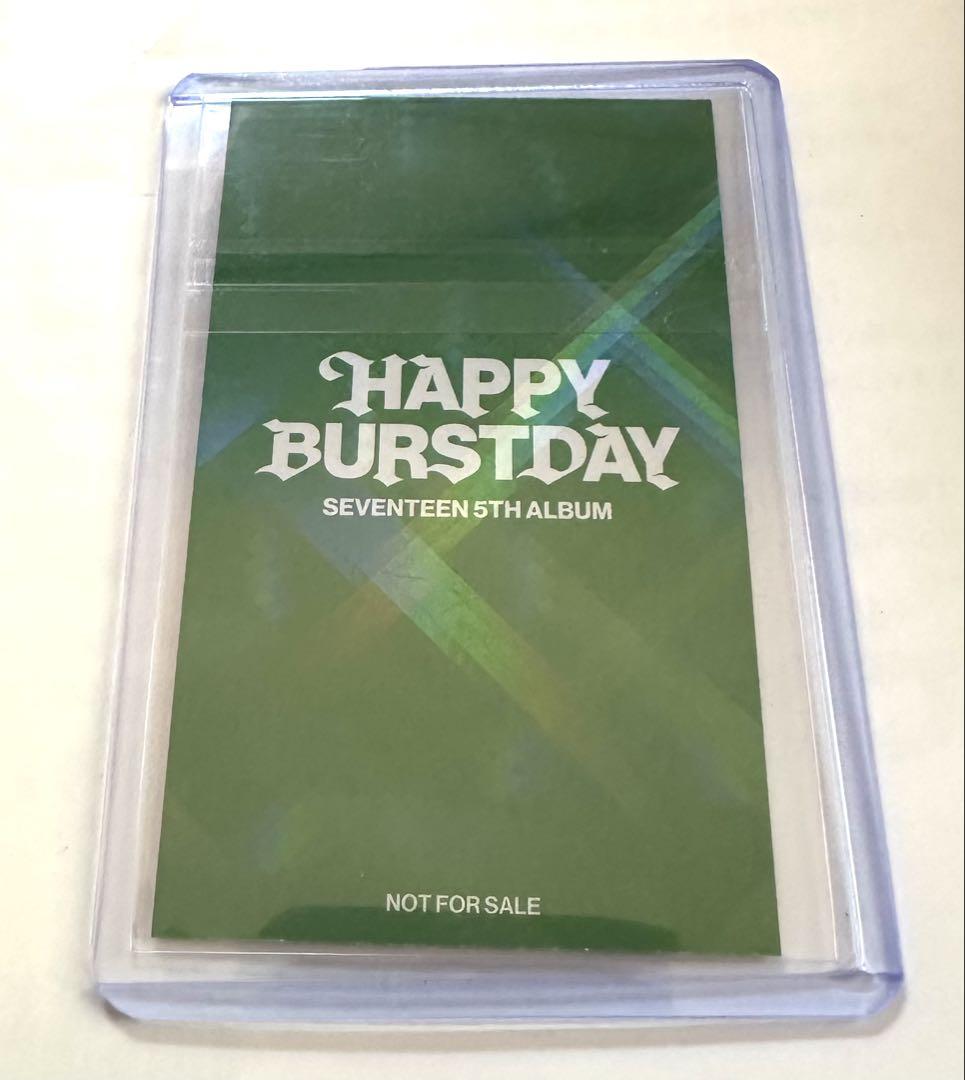 HAPPY
BURSTDAY
SEVENTEEN 5TH ALBUM
NOT FOR SALE